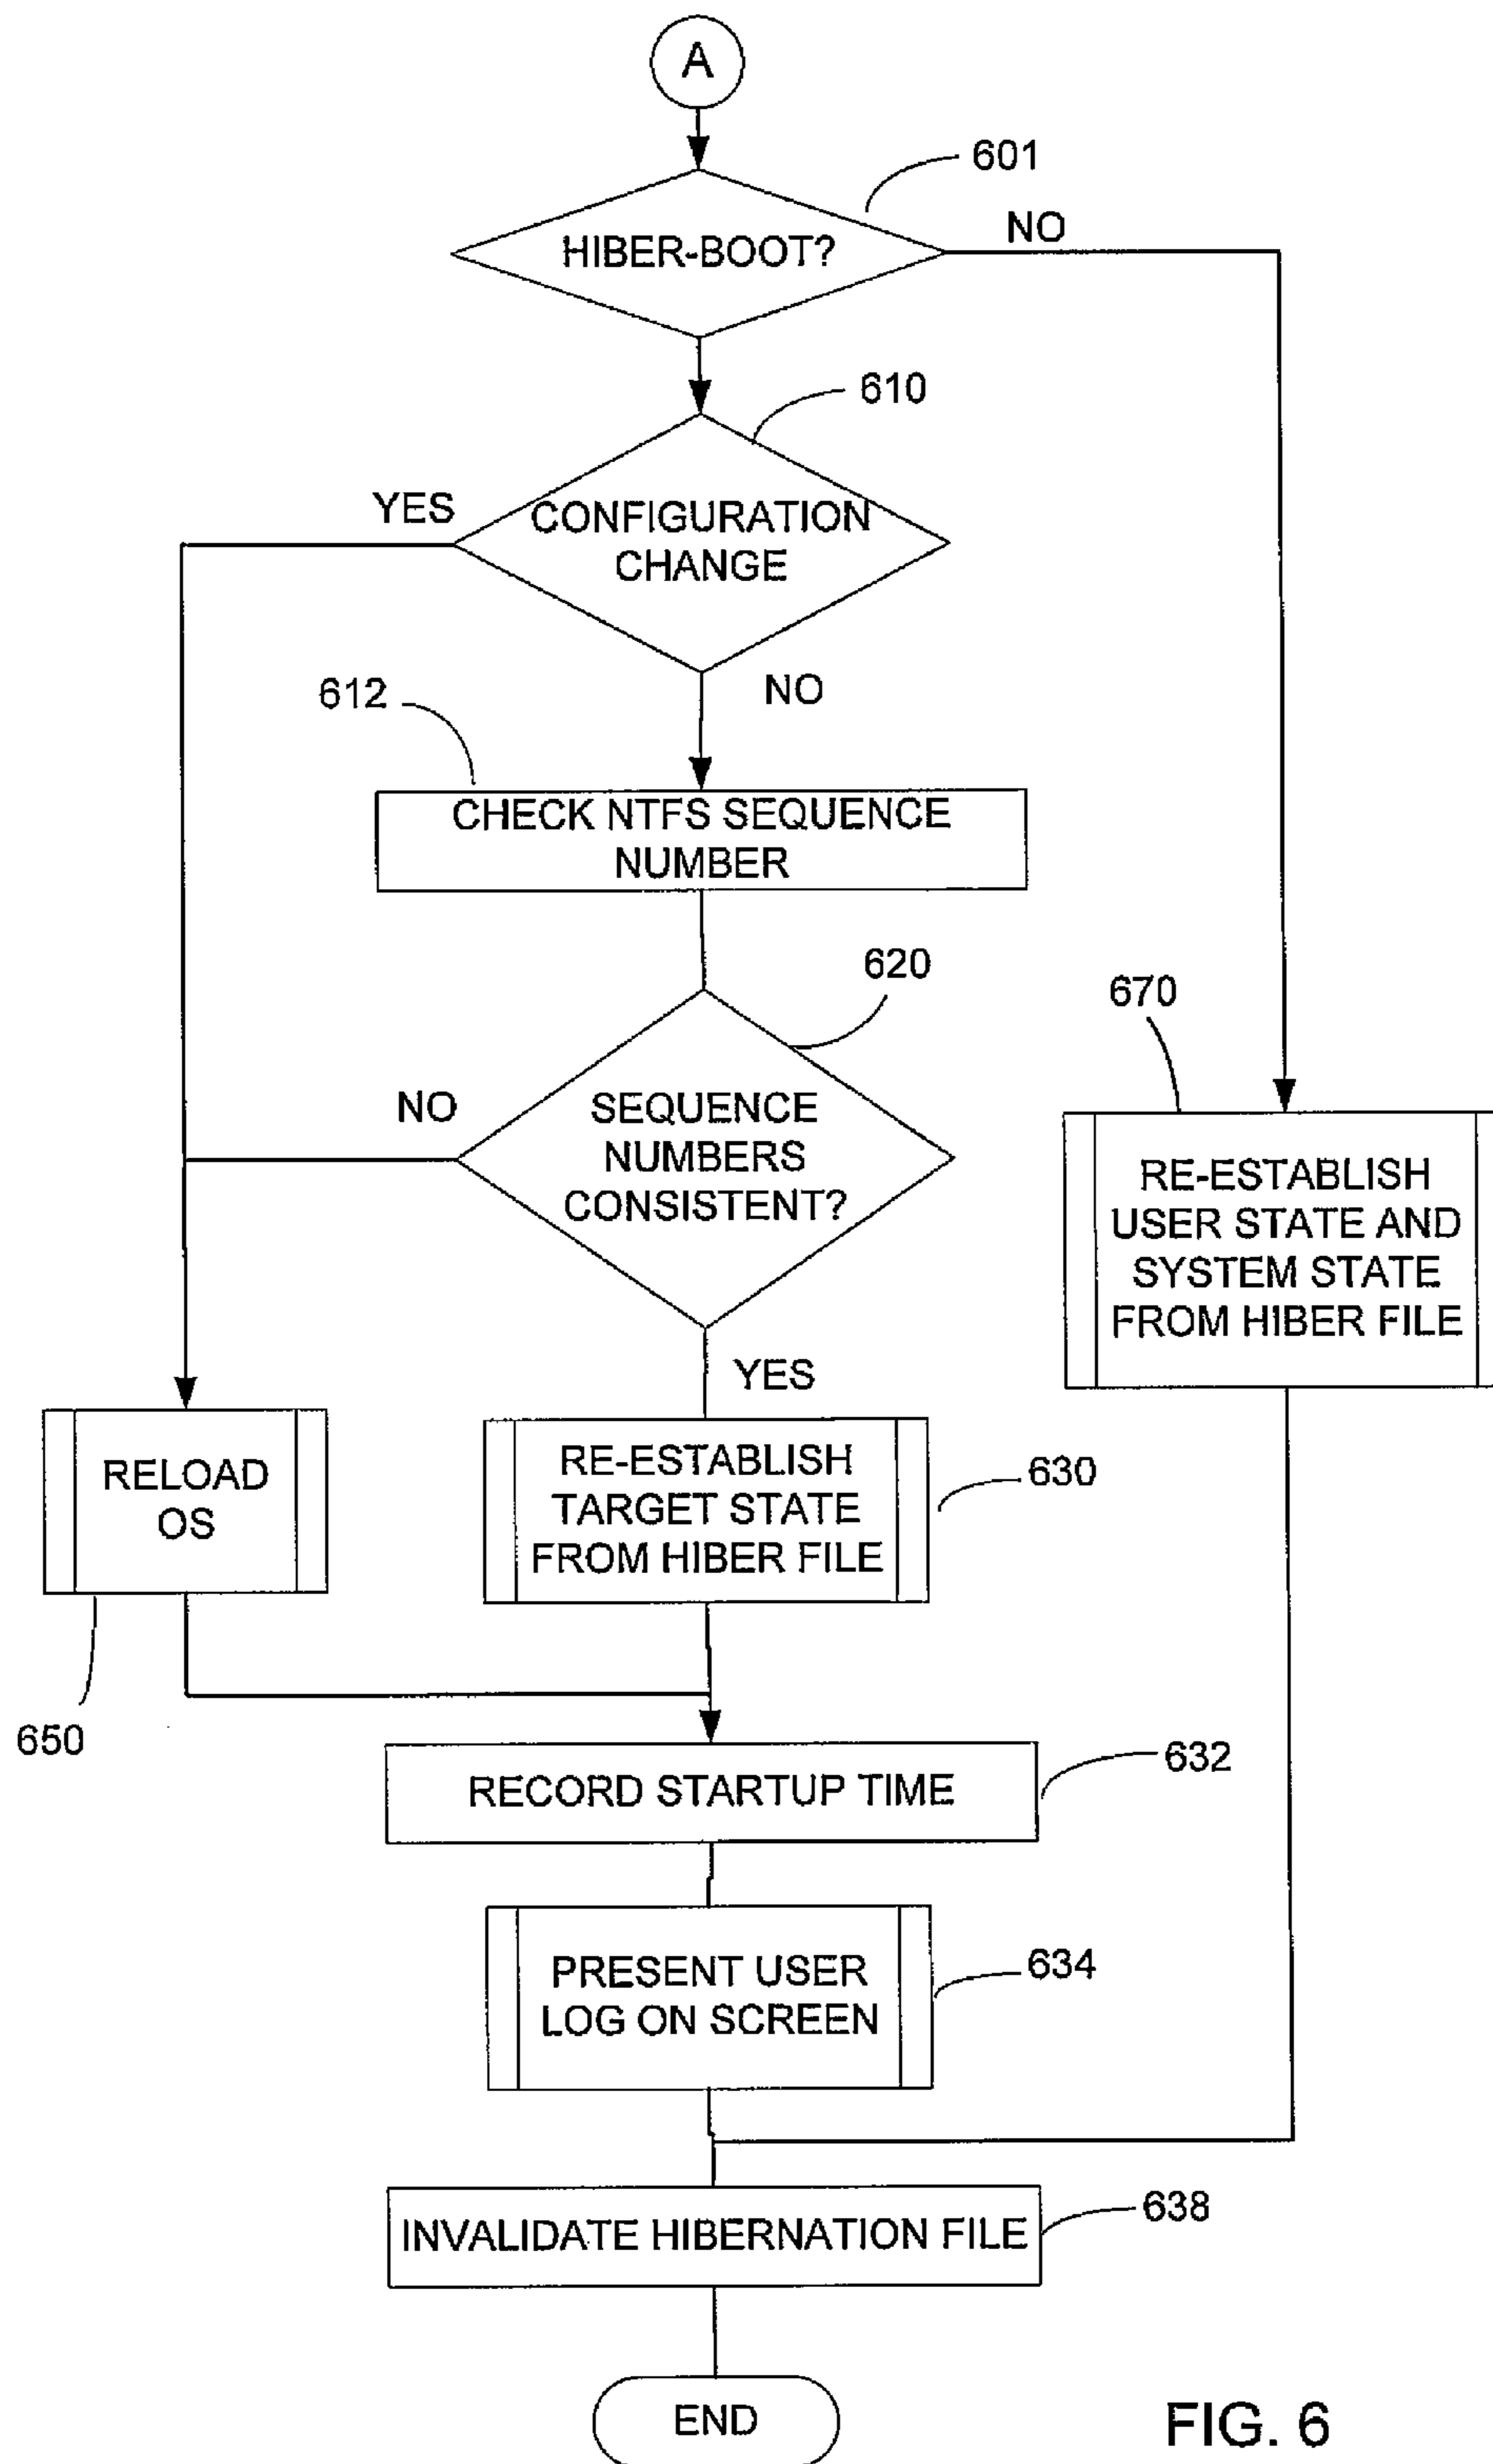 A
601
HIBER-BOOT?
NO
610
YES
CONFIGURATION
CHANGE
NO
612
CHECK NTFS SEQUENCE
NUMBER
620
NO
SEQUENCE
NUMBERS
CONSISTENT?
YES
670
RE-ESTABLISH
USER STATE AND
SYSTEM STATE
FROM HIBER FILE
RELOAD
OS
650
RE-ESTABLISH
TARGET STATE
FROM HIBER FILE
630
RECORD STARTUP TIME
632
PRESENT USER
LOG ON SCREEN
634
INVALIDATE HIBERNATION FILE
638
END
FIG. 6